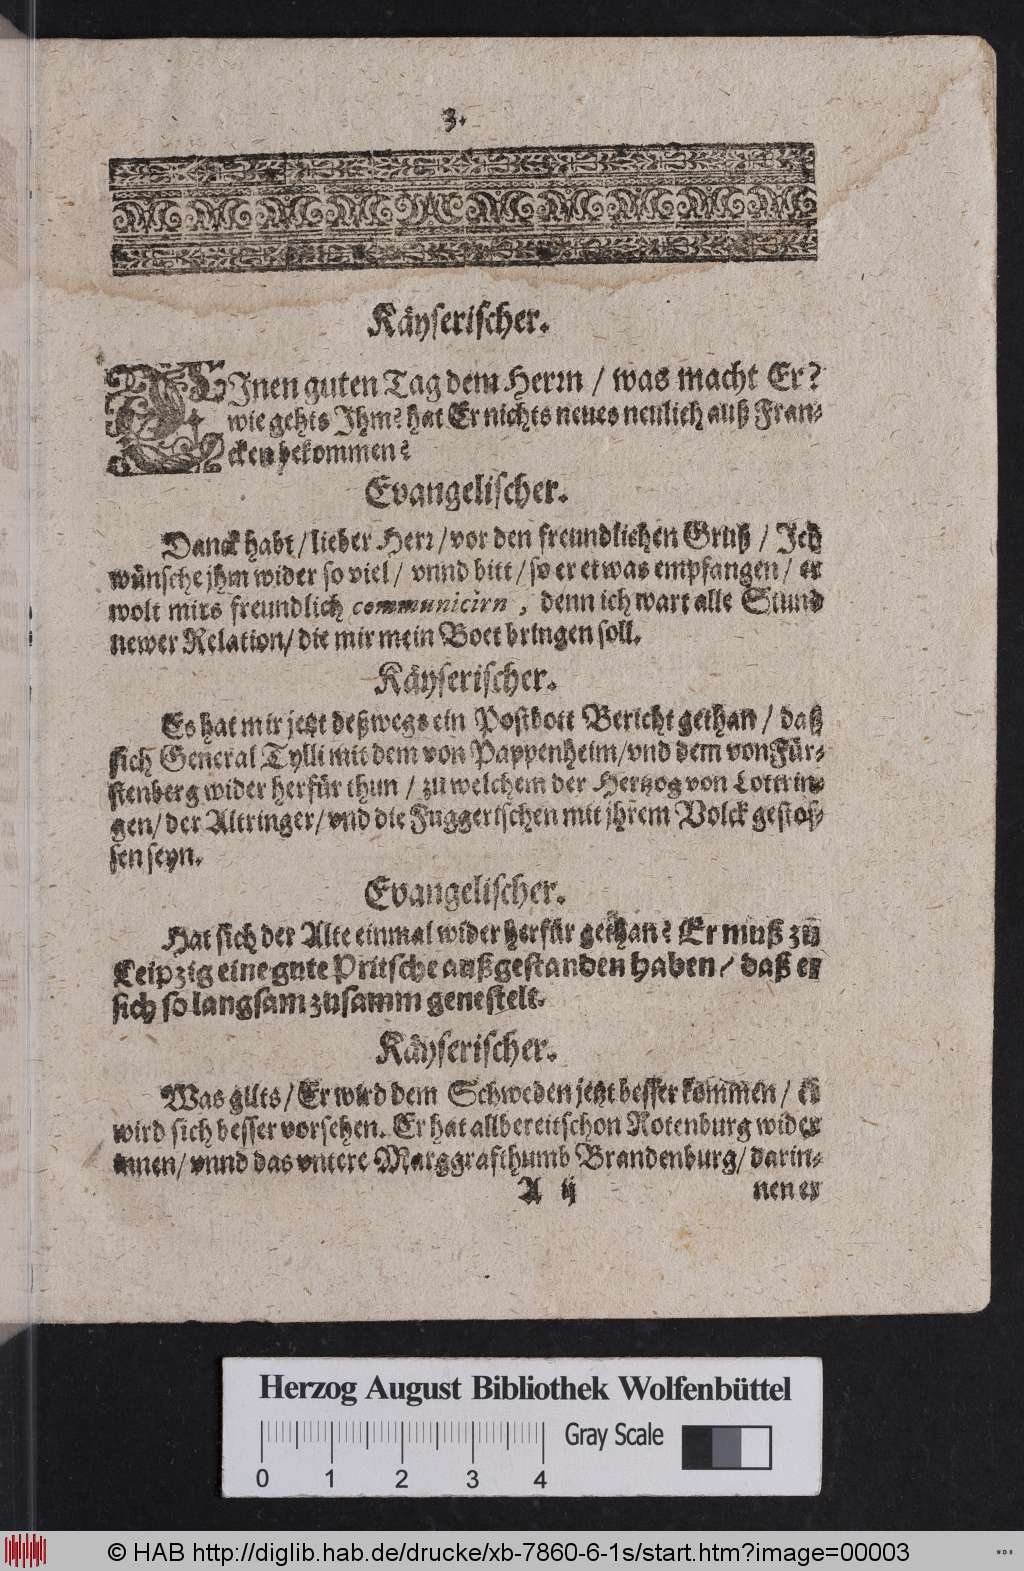 3.
Käyserischer.
EInen guten Tag dem Herrn / was macht Er?
wie gehts Ihm? hat Er nichts neues neulich auß Fran-
cken bekommen?
Evangelischer.
Danck habt / lieber Herr / vor den freundlichen Gruß / Ich
wünsche jhm wider so viel / vnnd bitt / so er etwas empfangen / er
wolt mirs freundlich communicirn, denn ich wart alle Stund
newer Relation / die mir mein Bott bringen soll.
Käyserischer.
Es hat mir jetzt deßwegs ein Postbott Bericht gethan / daß
sich General Tylli mit dem von Pappenheim / vnd dem von Für-
stenberg wider herfür thun / zu welchem der Hertzog von Lottrin-
gen / der Altringer / vnd die Fuggerischen mit jhrem Volck gestos-
sen seyn.
Evangelischer.
Hat sich der Alte einmal wider herfür gethan? Er muß zu
Leipzig eine gute Pritsche außgestanden haben / daß er
sich so langsam zusamm genestelt.
Käyserischer.
Was gilts / Er wird dem Schweden jetzt besser kommen / er
wird sich besser vorsehen. Er hat allbereit schon Rotenburg wider
innen / vnnd das vntere Marggrafthumb Brandenburg / darin-
A ij nen er
Herzog August Bibliothek Wolfenbüttel
Gray Scale
0 1 2 3 4
© HAB http://diglib.hab.de/drucke/xb-7860-6-1s/start.htm?image=00003